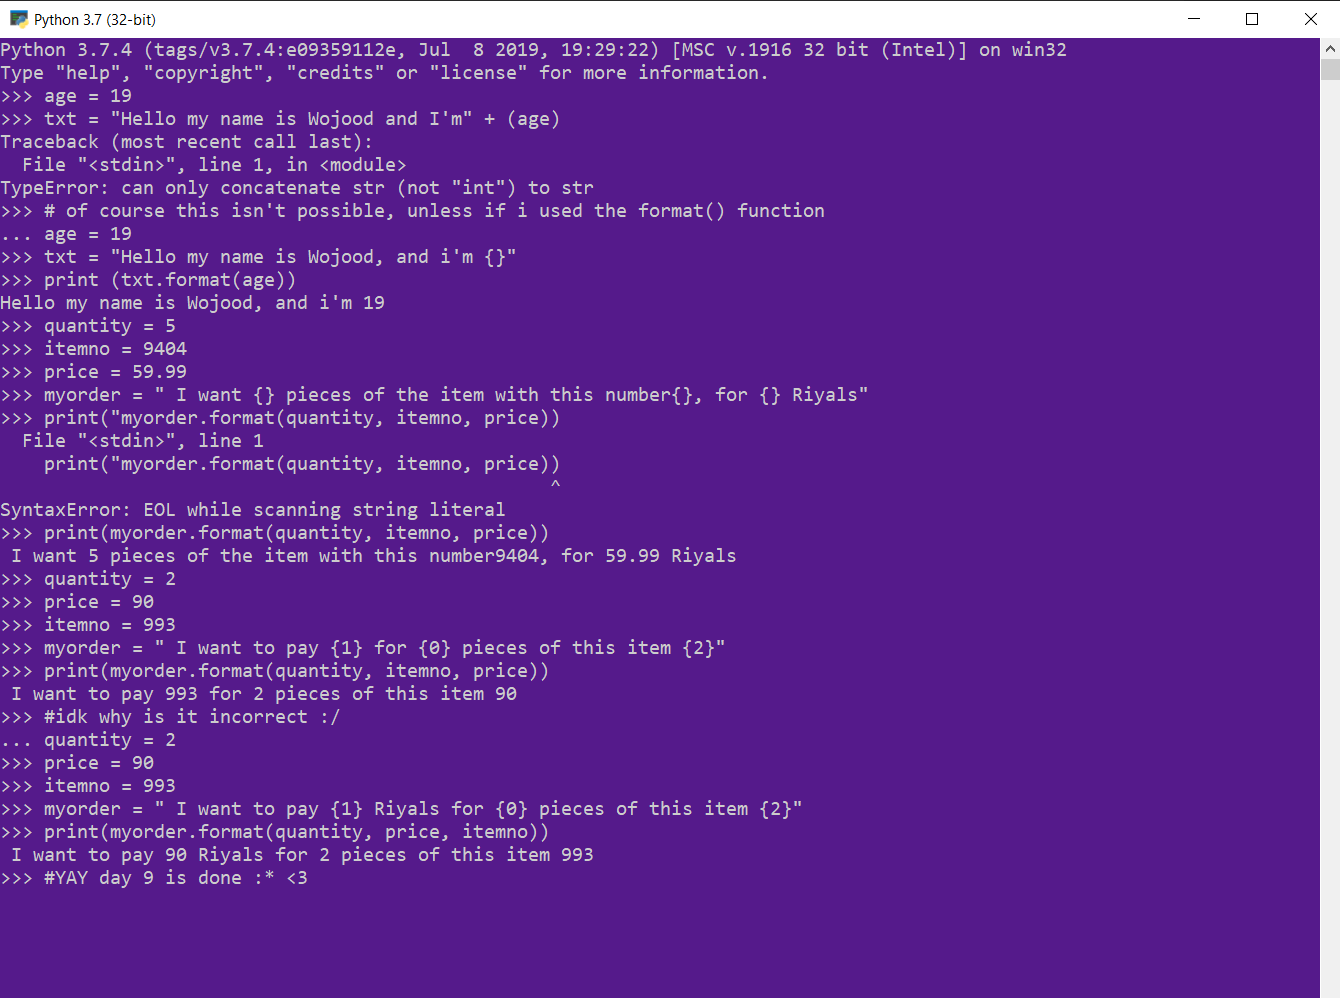 Python 3.7 (32-bit)
Python 3.7.4 (tags/v3.7.4:e09359112e, Jul  8 2019, 19:29:22) [MSC v.1916 32 bit (Intel)] on win32
Type "help", "copyright", "credits" or "license" for more information.
>>> age = 19
>>> txt = "Hello my name is Wojood and I'm" + (age)
Traceback (most recent call last):
  File "<stdin>", line 1, in <module>
TypeError: can only concatenate str (not "int") to str
>>> # of course this isn't possible, unless if i used the format() function
... age = 19
>>> txt = "Hello my name is Wojood, and i'm {}"
>>> print (txt.format(age))
Hello my name is Wojood, and i'm 19
>>> quantity = 5
>>> itemno = 9404
>>> price = 59.99
>>> myorder = " I want {} pieces of the item with this number{}, for {} Riyals"
>>> print("myorder.format(quantity, itemno, price))
  File "<stdin>", line 1
    print("myorder.format(quantity, itemno, price))
                                                  ^
SyntaxError: EOL while scanning string literal
>>> print(myorder.format(quantity, itemno, price))
 I want 5 pieces of the item with this number9404, for 59.99 Riyals
>>> quantity = 2
>>> price = 90
>>> itemno = 993
>>> myorder = " I want to pay {1} for {0} pieces of this item {2}"
>>> print(myorder.format(quantity, itemno, price))
 I want to pay 993 for 2 pieces of this item 90
>>> #idk why is it incorrect :/
... quantity = 2
>>> price = 90
>>> itemno = 993
>>> myorder = " I want to pay {1} Riyals for {0} pieces of this item {2}"
>>> print(myorder.format(quantity, price, itemno))
 I want to pay 90 Riyals for 2 pieces of this item 993
>>> #YAY day 9 is done :* <3